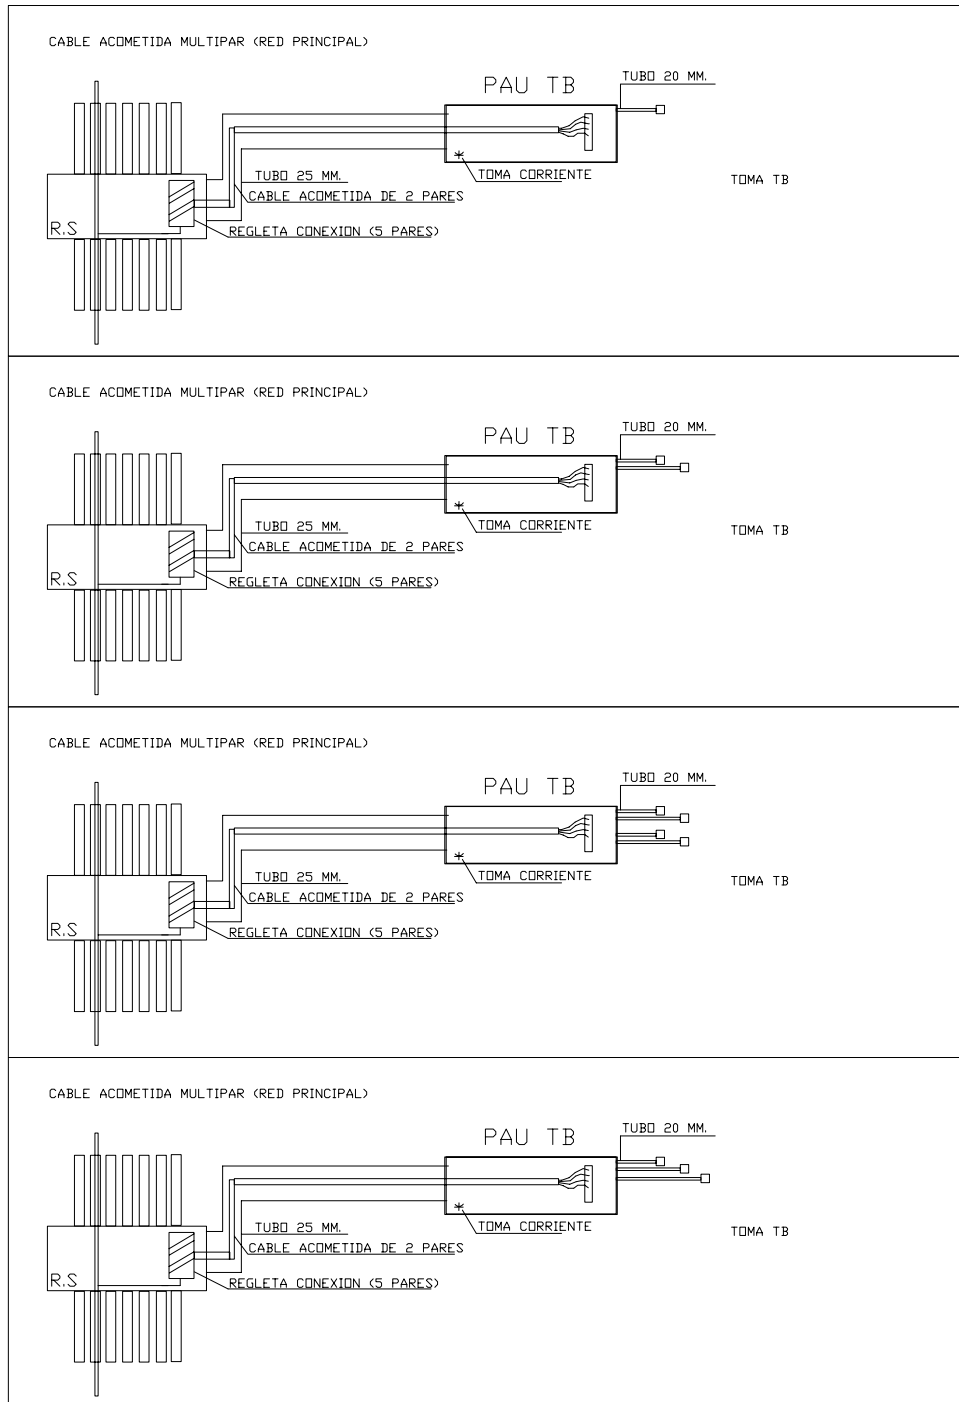 CABLE ACOMETIDA MULTIPAR (RED PRINCIPAL)
PAU TB
TUBO 20 MM.
TUBO 25 MM.
TOMA CORRIENTE
TOMA TB
CABLE ACOMETIDA DE 2 PARES
R.S
REGLETA CONEXION (5 PARES)
CABLE ACOMETIDA MULTIPAR (RED PRINCIPAL)
PAU TB
TUBO 20 MM.
TUBO 25 MM.
TOMA CORRIENTE
TOMA TB
CABLE ACOMETIDA DE 2 PARES
R.S
REGLETA CONEXION (5 PARES)
CABLE ACOMETIDA MULTIPAR (RED PRINCIPAL)
PAU TB
TUBO 20 MM.
TUBO 25 MM.
TOMA CORRIENTE
TOMA TB
CABLE ACOMETIDA DE 2 PARES
R.S
REGLETA CONEXION (5 PARES)
CABLE ACOMETIDA MULTIPAR (RED PRINCIPAL)
PAU TB
TUBO 20 MM.
TUBO 25 MM.
TOMA CORRIENTE
TOMA TB
CABLE ACOMETIDA DE 2 PARES
R.S
REGLETA CONEXION (5 PARES)